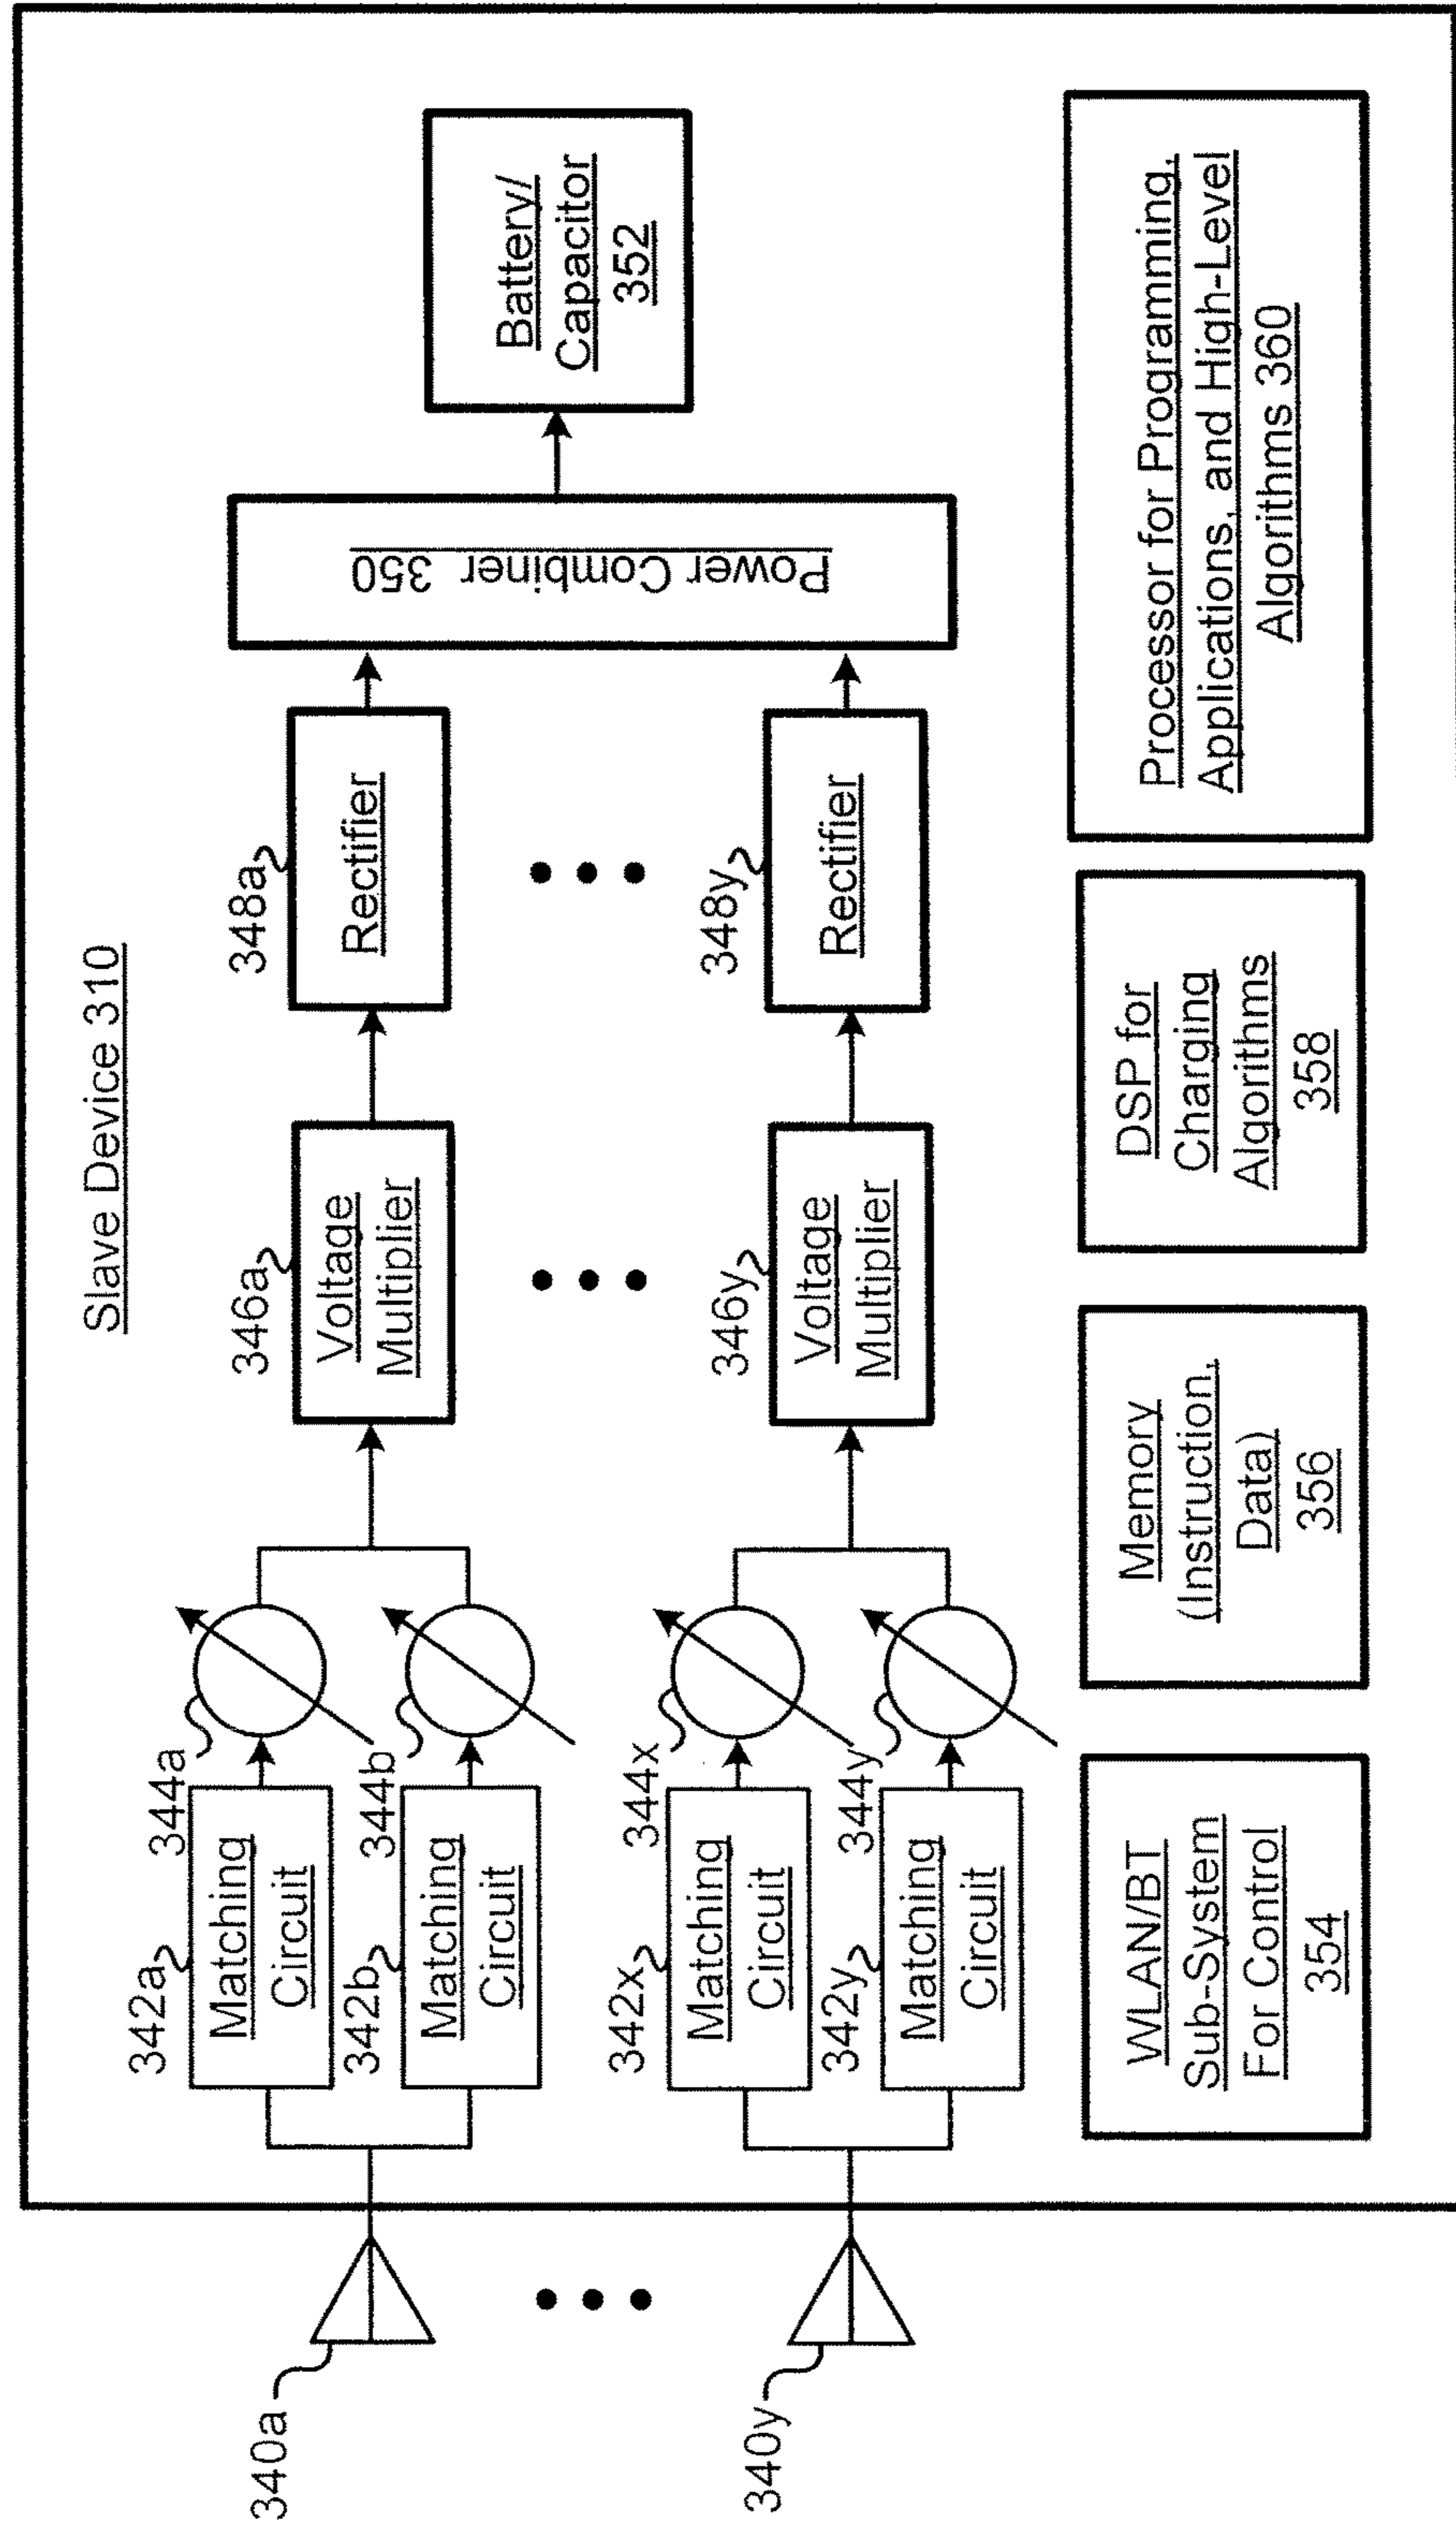 Slave Device 310
340a
342a
Matching
Circuit
344a
342b
Matching
Circuit
344b
346a
Voltage
Multiplier
348a
Rectifier
340y
342x
Matching
Circuit
344x
342y
Matching
Circuit
344y
346y
Voltage
Multiplier
348y
Rectifier
Power Combiner 350
Battery/
Capacitor
352
WLAN/BT
Sub-System
For Control
354
Memory
(Instruction,
Data)
356
DSP for
Charging
Algorithms
358
Processor for Programming,
Applications, and High-Level
Algorithms 360